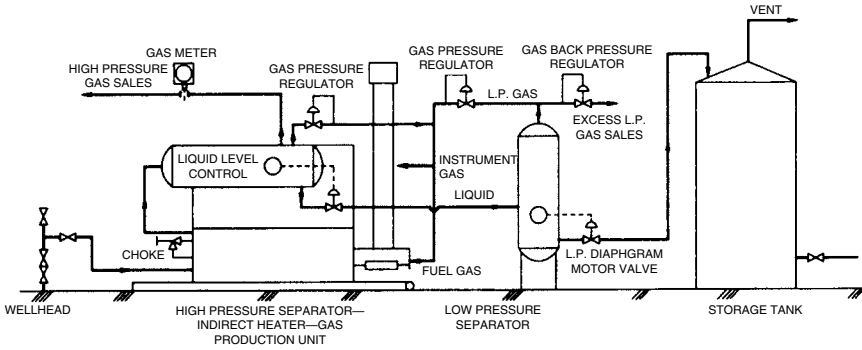 VENT
GAS METER
HIGH PRESSURE
GAS SALES
GAS PRESSURE
REGULATOR
GAS PRESSURE
REGULATOR
GAS BACK PRESSURE
REGULATOR
L.P. GAS
EXCESS L.P.
GAS SALES
LIQUID LEVEL
CONTROL
INSTRUMENT
GAS
LIQUID
CHOKE
FUEL GAS
L.P. DIAPHGRAM
MOTOR VALVE
WELLHEAD
HIGH PRESSURE SEPARATOR—
INDIRECT HEATER—GAS
PRODUCTION UNIT
LOW PRESSURE
SEPARATOR
STORAGE TANK